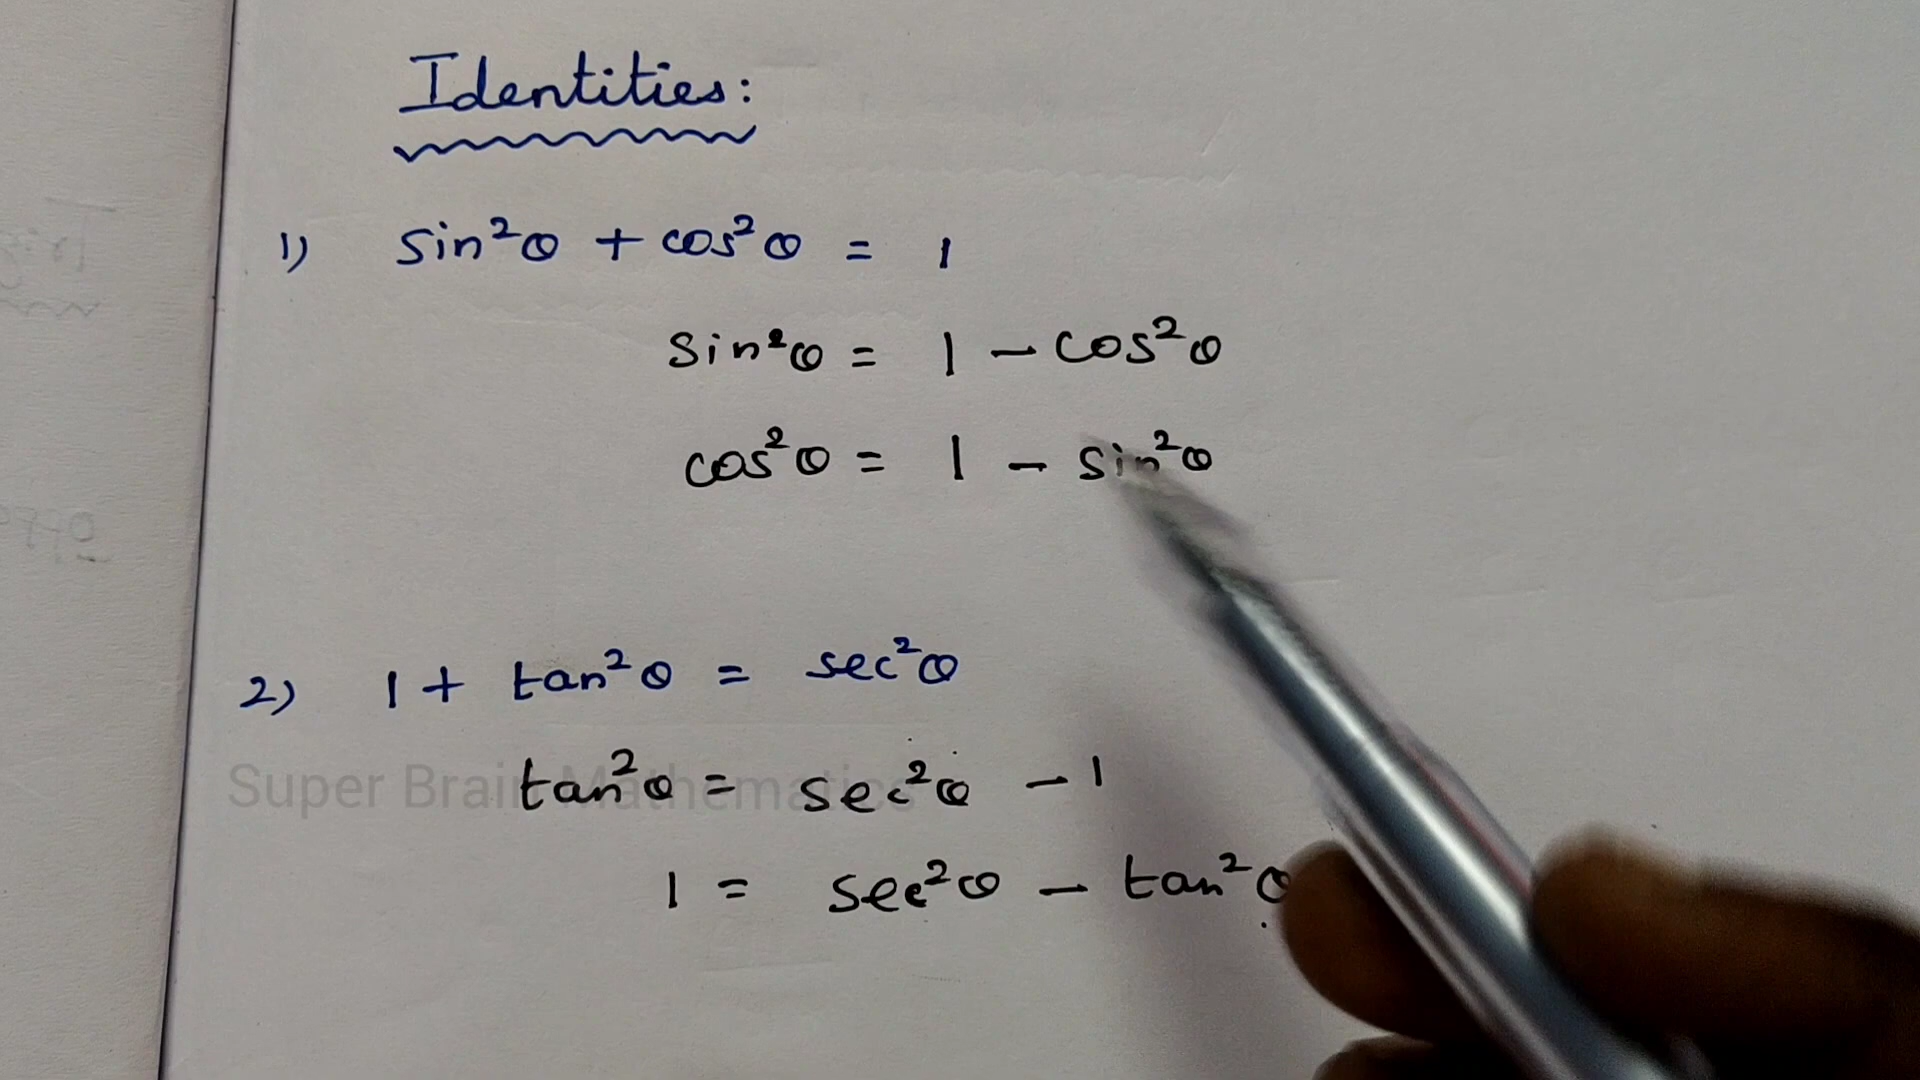 Identities:
1) sin²θ + cos²θ = 1
sin²θ = 1 − cos²θ
cos²θ = 1 − sin²θ
2) 1 + tan²θ = sec²θ
tan²θ = sec²θ − 1
Super Brain Mathematics
1 = sec²θ − tan²θ